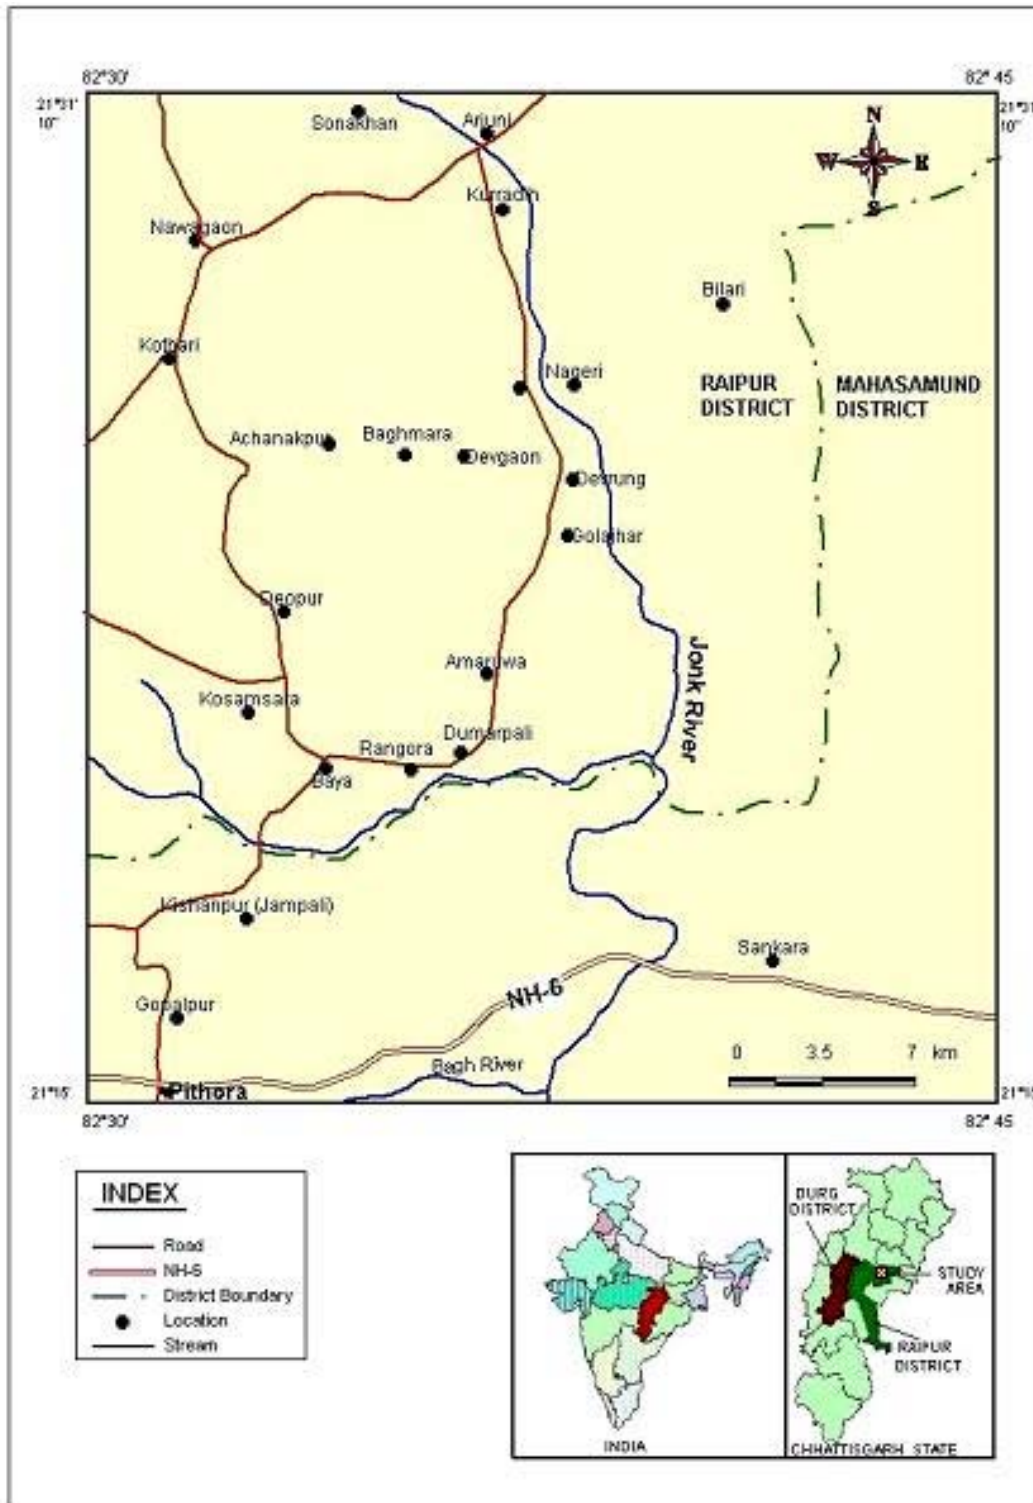 82°30'
82° 45
21°31'
10"
21°31
10"
Sonakhan
Arjuni
N
W
E
S
Kurradih
Nawagaon
Bilari
Kothari
Nageri
RAIPUR
DISTRICT
MAHASAMUND
DISTRICT
Achanakpur
Baghmara
Devgaon
Devrung
Golajhar
Deopur
Amaruwa
Jonk River
Kosamsara
Dumarpali
Rangora
Baya
Kishanpur (Jampali)
Sankara
NH-6
Gopalpur
0 3.5 7 km
Bagh River
Pithora
21°15'
21°15
82°30'
82° 45
INDEX
Road
NH-6
District Boundary
Location
Stream
INDIA
DURG
DISTRICT
STUDY
AREA
RAIPUR
DISTRICT
CHHATTISGARH STATE